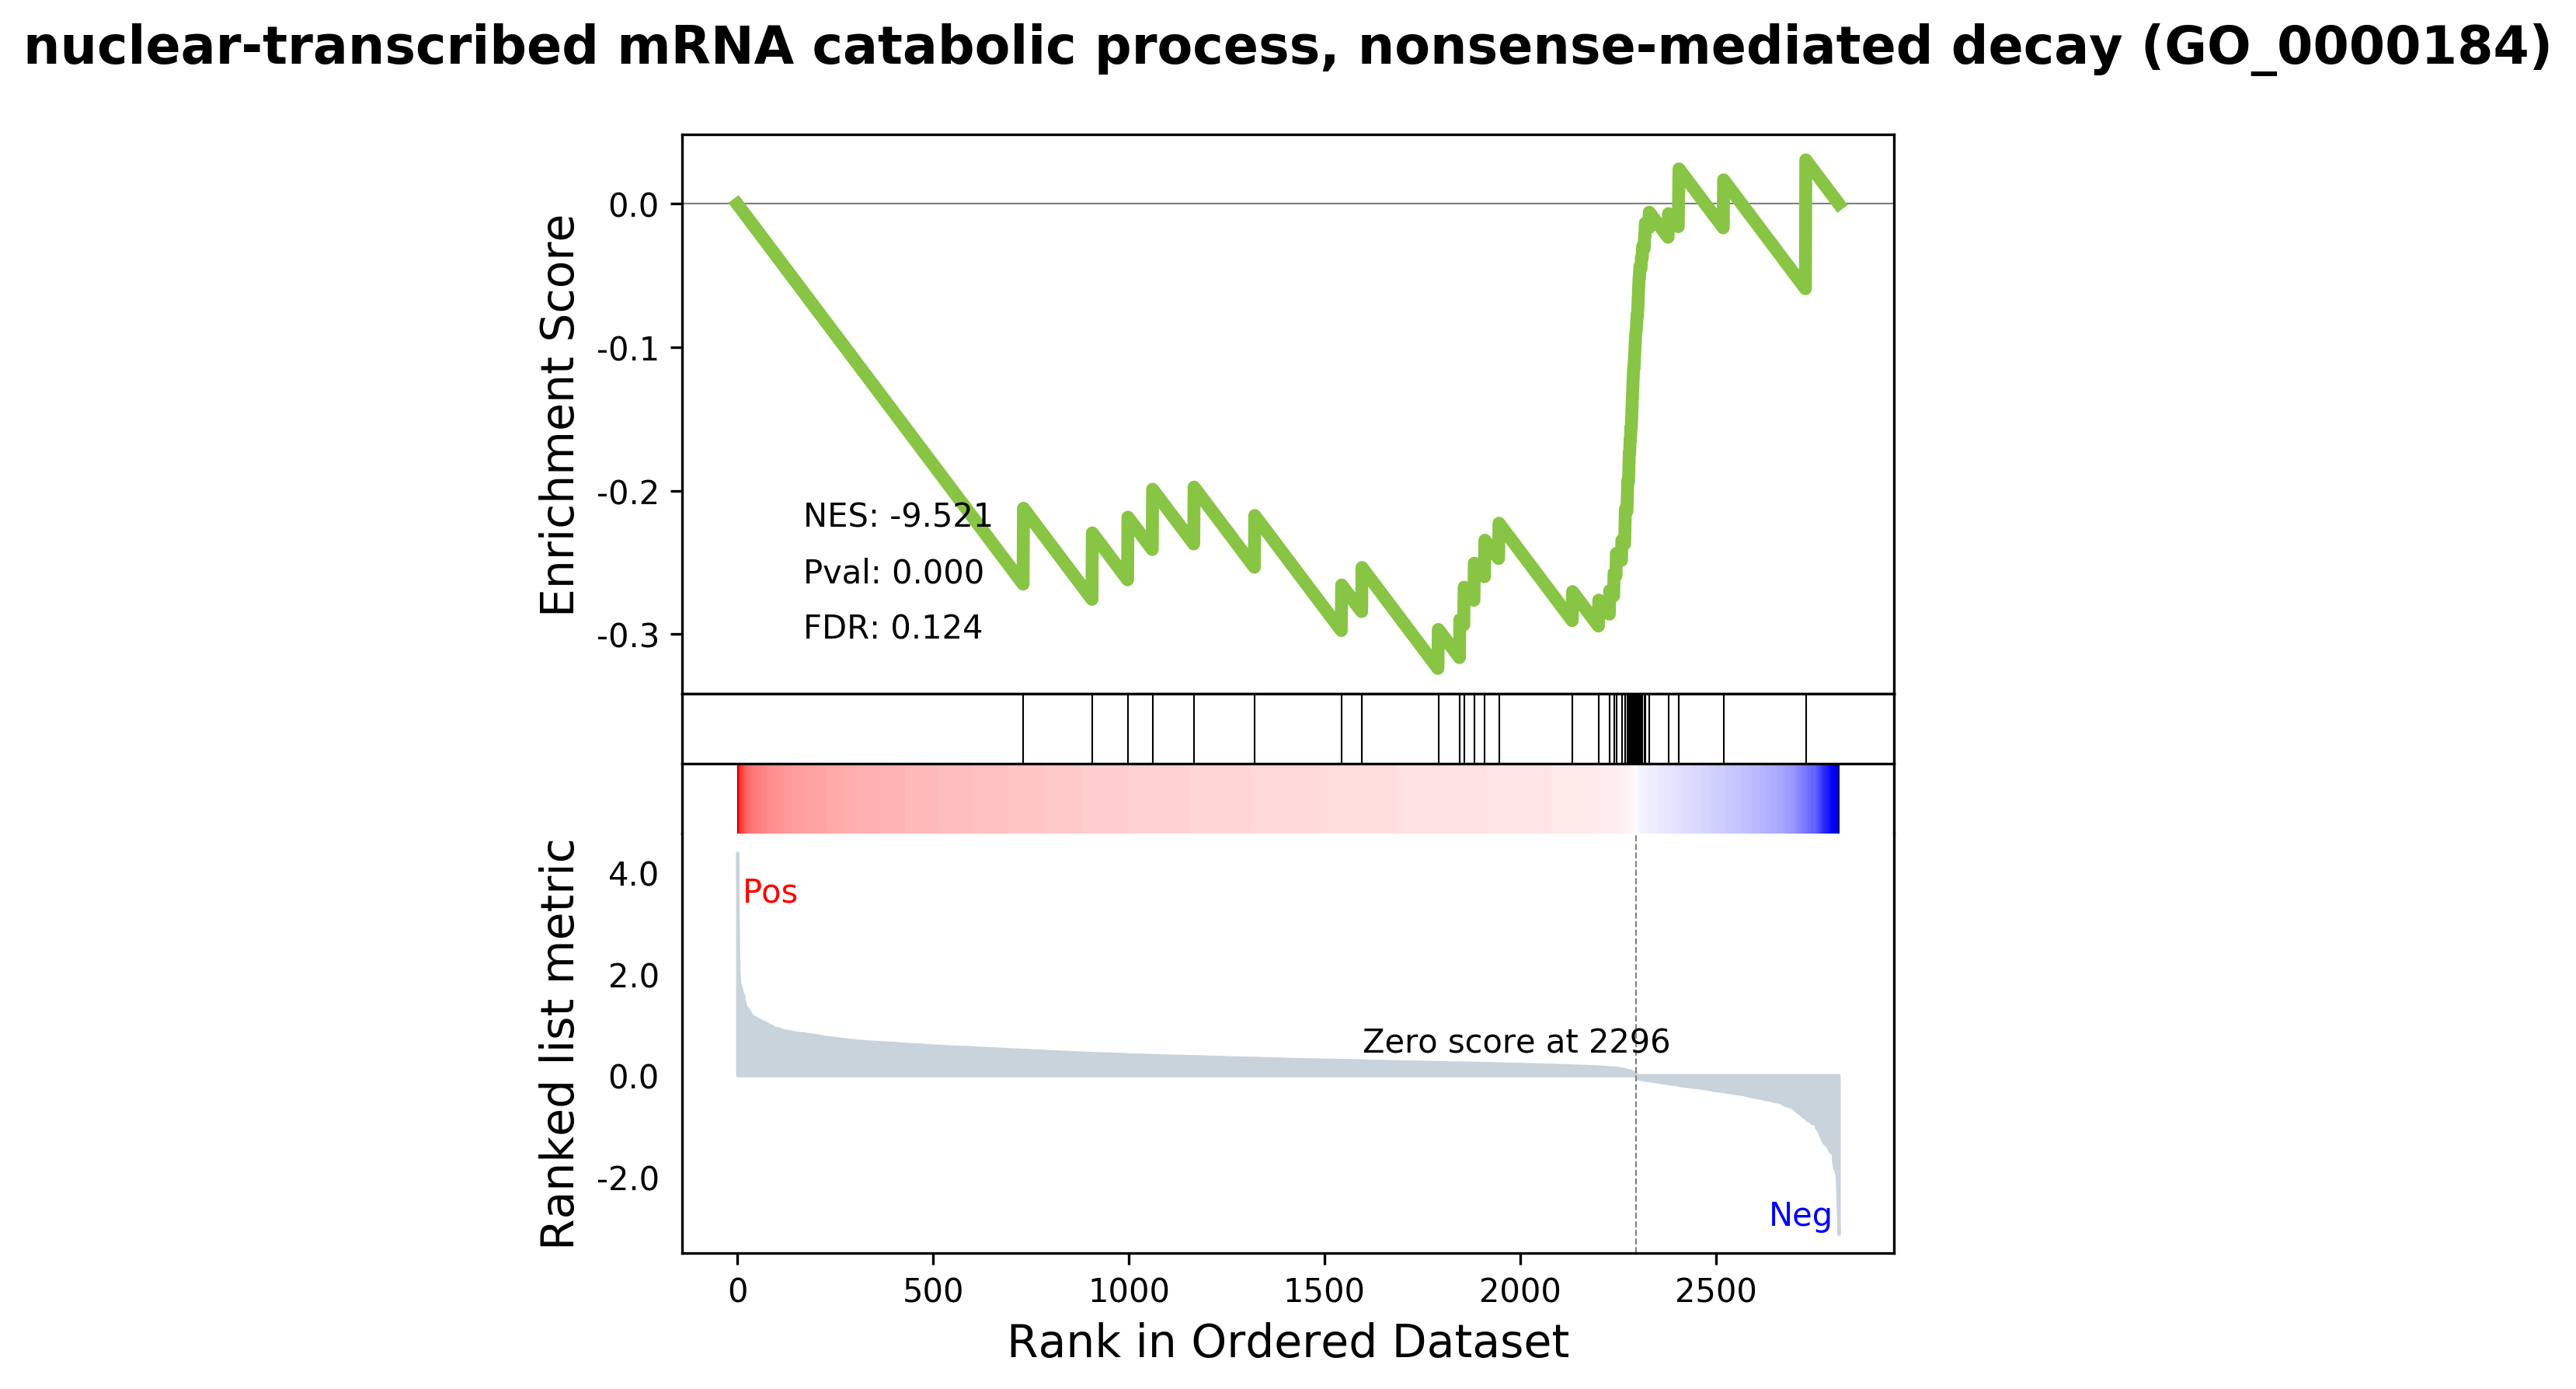 nuclear-transcribed mRNA catabolic process, nonsense-mediated decay (GO_0000184)
Enrichment Score
0.0
-0.1
-0.2
-0.3
NES: -9.521
Pval: 0.000
FDR: 0.124
Ranked list metric
4.0
2.0
0.0
-2.0
Pos
Zero score at 2296
Neg
0 500 1000 1500 2000 2500
Rank in Ordered Dataset